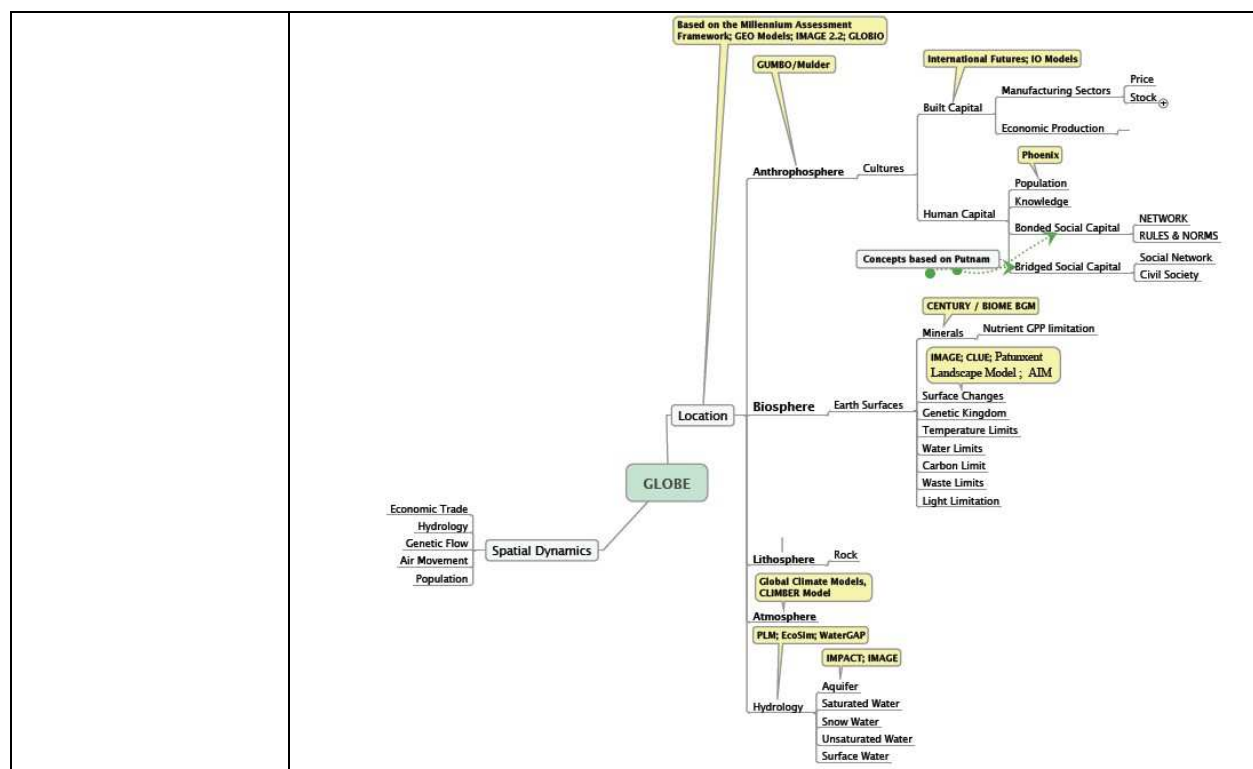 Based on the Millennium Assessment
Framework; GEO Models; IMAGE 2.2; GLOBIO
GUMBO/Mulder
International Futures; IO Models
Price
Manufacturing Sectors
Stock
Built Capital
Economic Production
Phoenix
Anthrophosphere
Cultures
Population
Knowledge
Human Capital
NETWORK
Bonded Social Capital
RULES & NORMS
Concepts based on Putnam
Social Network
Bridged Social Capital
Civil Society
CENTURY / BIOME BGM
Minerals
Nutrient GPP limitation
IMAGE; CLUE; Patunxent
Landscape Model ; AIM
Surface Changes
Biosphere
Earth Surfaces
Location
Genetic Kingdom
Temperature Limits
Water Limits
Carbon Limit
Waste Limits
Light Limitation
GLOBE
Economic Trade
Hydrology
Genetic Flow
Spatial Dynamics
Air Movement
Population
Lithosphere
Rock
Global Climate Models,
CLIMBER Model
Atmosphere
PLM; EcoSim; WaterGAP
IMPACT; IMAGE
Aquifer
Saturated Water
Hydrology
Snow Water
Unsaturated Water
Surface Water